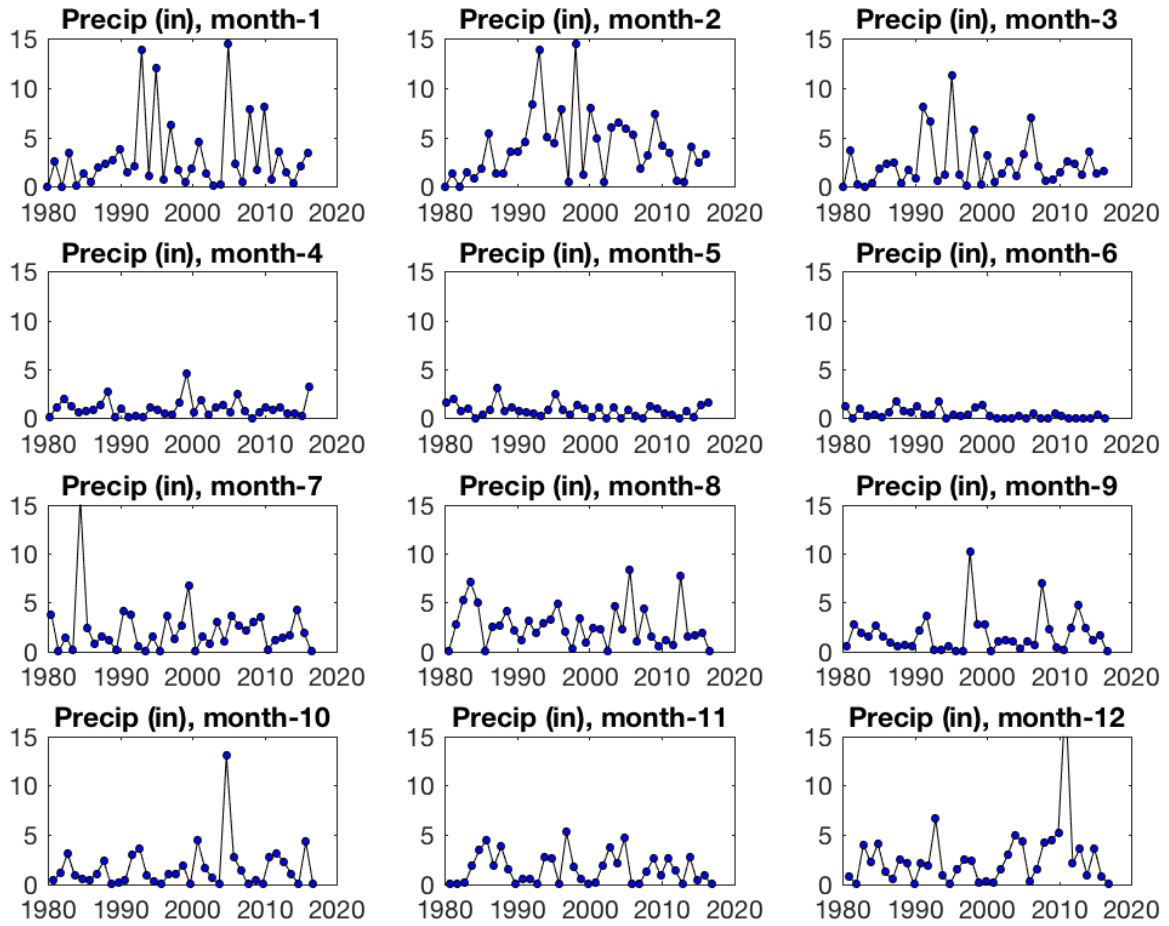 Precip (in), month-1 Precip (in), month-2 Precip (in), month-3
15 15 15
10 10 10
5 5 5
0 0 0
1980 1990 2000 2010 2020 1980 1990 2000 2010 2020 1980 1990 2000 2010 2020
Precip (in), month-4 Precip (in), month-5 Precip (in), month-6
15 15 15
10 10 10
5 5 5
0 0 0
1980 1990 2000 2010 2020 1980 1990 2000 2010 2020 1980 1990 2000 2010 2020
Precip (in), month-7 Precip (in), month-8 Precip (in), month-9
15 15 15
10 10 10
5 5 5
0 0 0
1980 1990 2000 2010 2020 1980 1990 2000 2010 2020 1980 1990 2000 2010 2020
Precip (in), month-10 Precip (in), month-11 Precip (in), month-12
15 15 15
10 10 10
5 5 5
0 0 0
1980 1990 2000 2010 2020 1980 1990 2000 2010 2020 1980 1990 2000 2010 2020